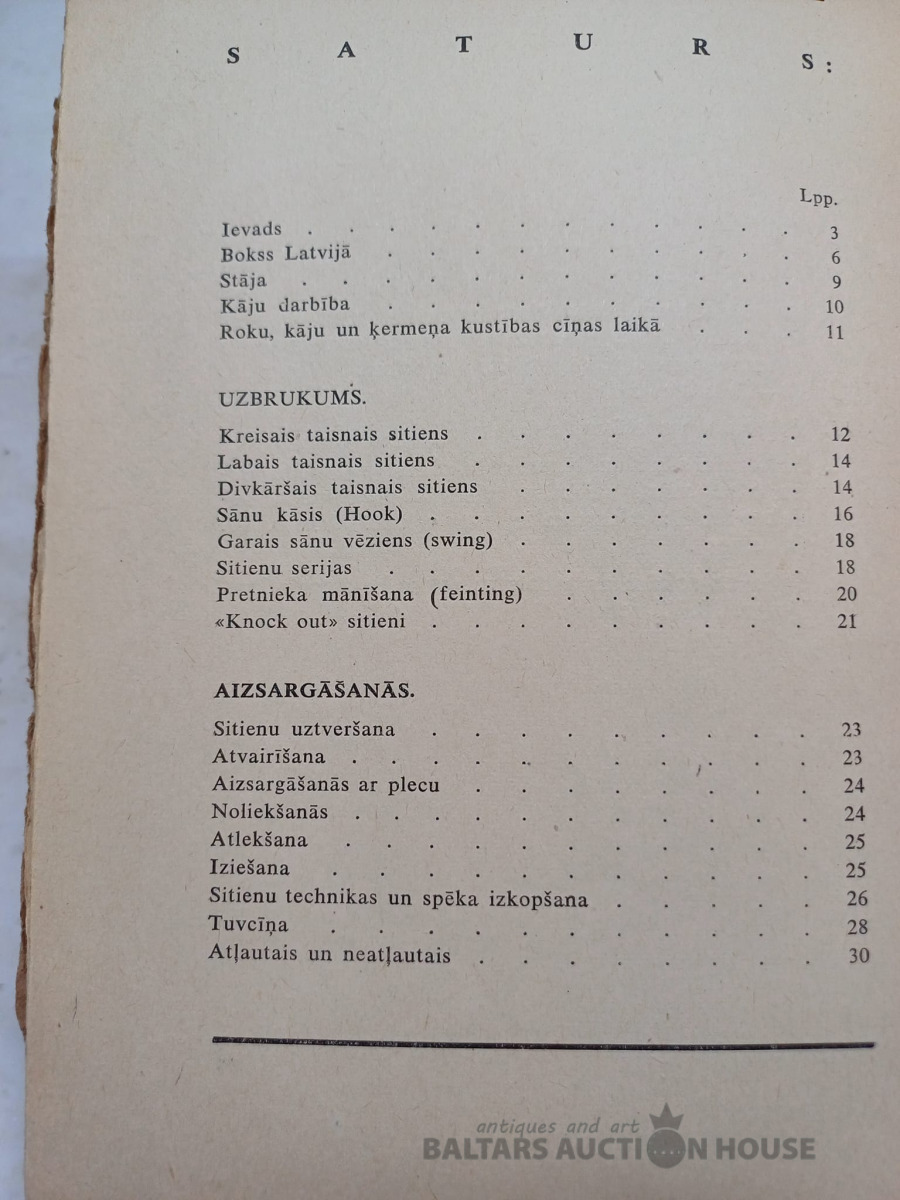 SATURS:
Lpp.
Ievads . . . . . . . . . . . . 3
Bokss Latvijā . . . . . . . . . . 6
Stāja . . . . . . . . . . . . 9
Kāju darbība . . . . . . . . . . 10
Roku, kāju un ķermeņa kustības cīņas laikā . . . 11
UZBRUKUMS.
Kreisais taisnais sitiens . . . . . . . . 12
Labais taisnais sitiens . . . . . . . . 14
Divkāršais taisnais sitiens . . . . . . . 14
Sānu kāsis (Hook) . . . . . . . . . 16
Garais sānu vēziens (swing) . . . . . . . 18
Sitienu serijas . . . . . . . . . . 18
Pretnieka mānīšana (feinting) . . . . . . 20
«Knock out» sitieni . . . . . . . . . 21
AIZSARGĀŠANĀS.
Sitienu uztveršana . . . . . . . . . 23
Atvairīšana . . . . . . . . . . . 23
Aizsargāšanās ar plecu . . . . . . . . 24
Noliekšanās . . . . . . . . . . . 24
Atlekšana . . . . . . . . . . . 25
Iziešana . . . . . . . . . . . 25
Sitienu technikas un spēka izkopšana . . . . . 26
Tuvcīņa . . . . . . . . . . . 28
Atļautais un neatļautais . . . . . . . . 30
antiques and art
BALTARS AUCTION HOUSE